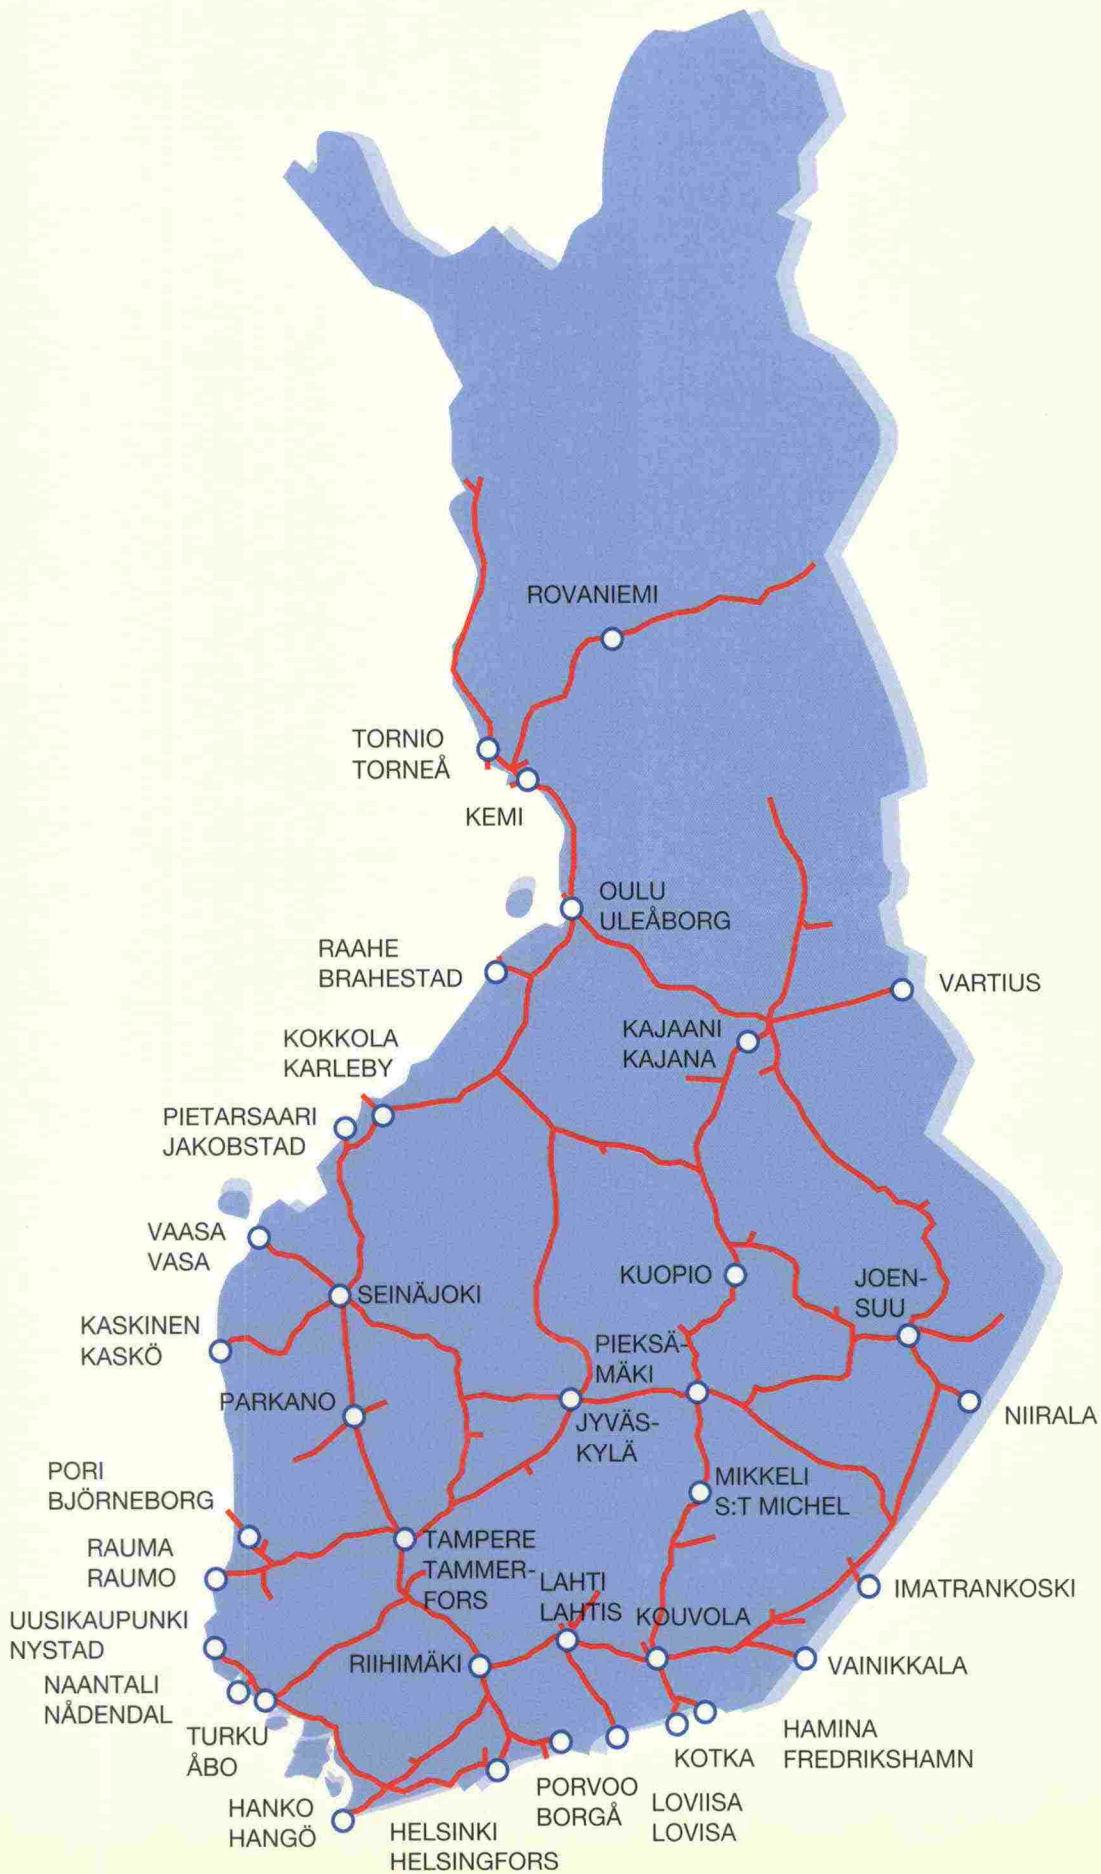 ROVANIEMI
TORNIO
TORNEÅ
KEMI
OULU
ULEÅBORG
RAAHE
BRAHESTAD
VARTIUS
KAJAANI
KAJANA
KOKKOLA
KARLEBY
PIETARSAARI
JAKOBSTAD
VAASA
VASA
KUOPIO
JOEN-
SUU
SEINÄJOKI
KASKINEN
KASKÖ
PIEKSÄ-
MÄKI
PARKANO
JYVÄS-
KYLÄ
NIIRALA
PORI
BJÖRNEBORG
MIKKELI
S:T MICHEL
RAUMA
RAUMO
TAMPERE
TAMMER-
FORS
LAHTI
LAHTIS
IMATRANKOSKI
UUSIKAUPUNKI
NYSTAD
KOUVOLA
RIIHIMÄKI
VAINIKKALA
NAANTALI
NÅDENDAL
TURKU
ÅBO
HAMINA
FREDRIKSHAMN
KOTKA
PORVOO
BORGÅ
LOVIISA
LOVISA
HANKO
HANGÖ
HELSINKI
HELSINGFORS